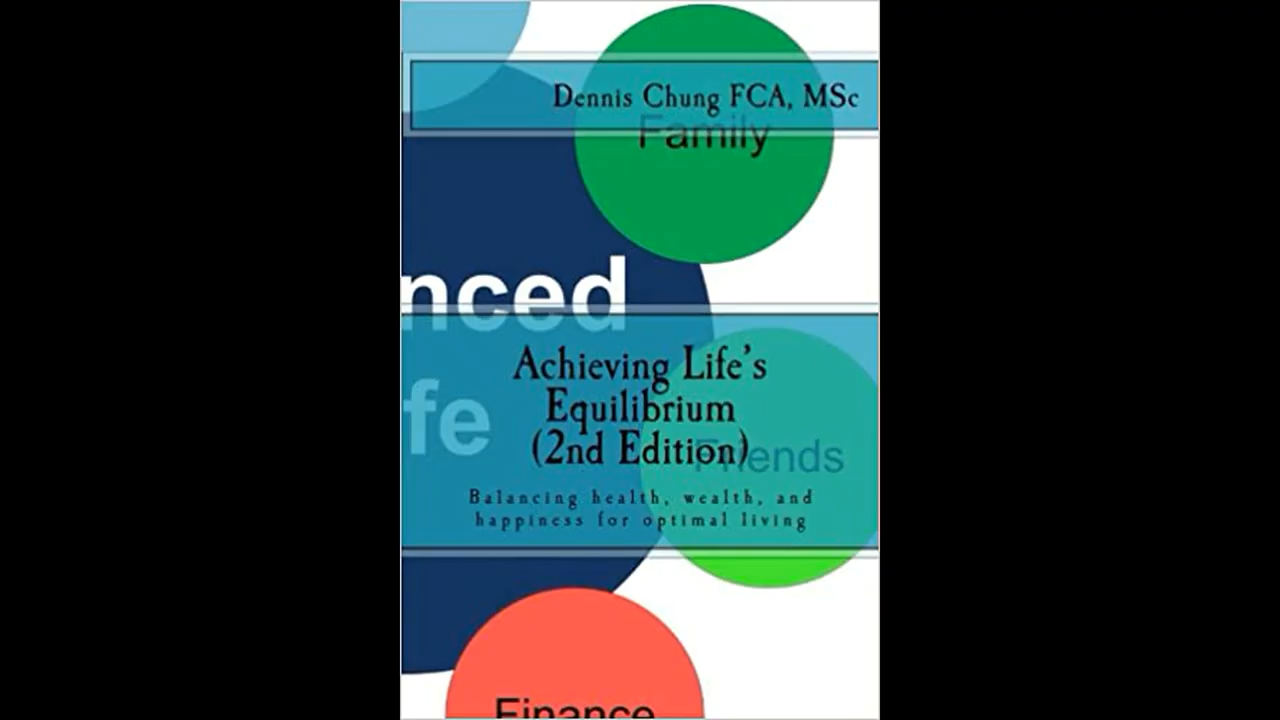 Dennis Chung FCA, MSc
Family
nced
fe
Achieving Life's
Equilibrium
(2nd Edition)
Friends
Balancing health, wealth, and
happiness for optimal living
Finance